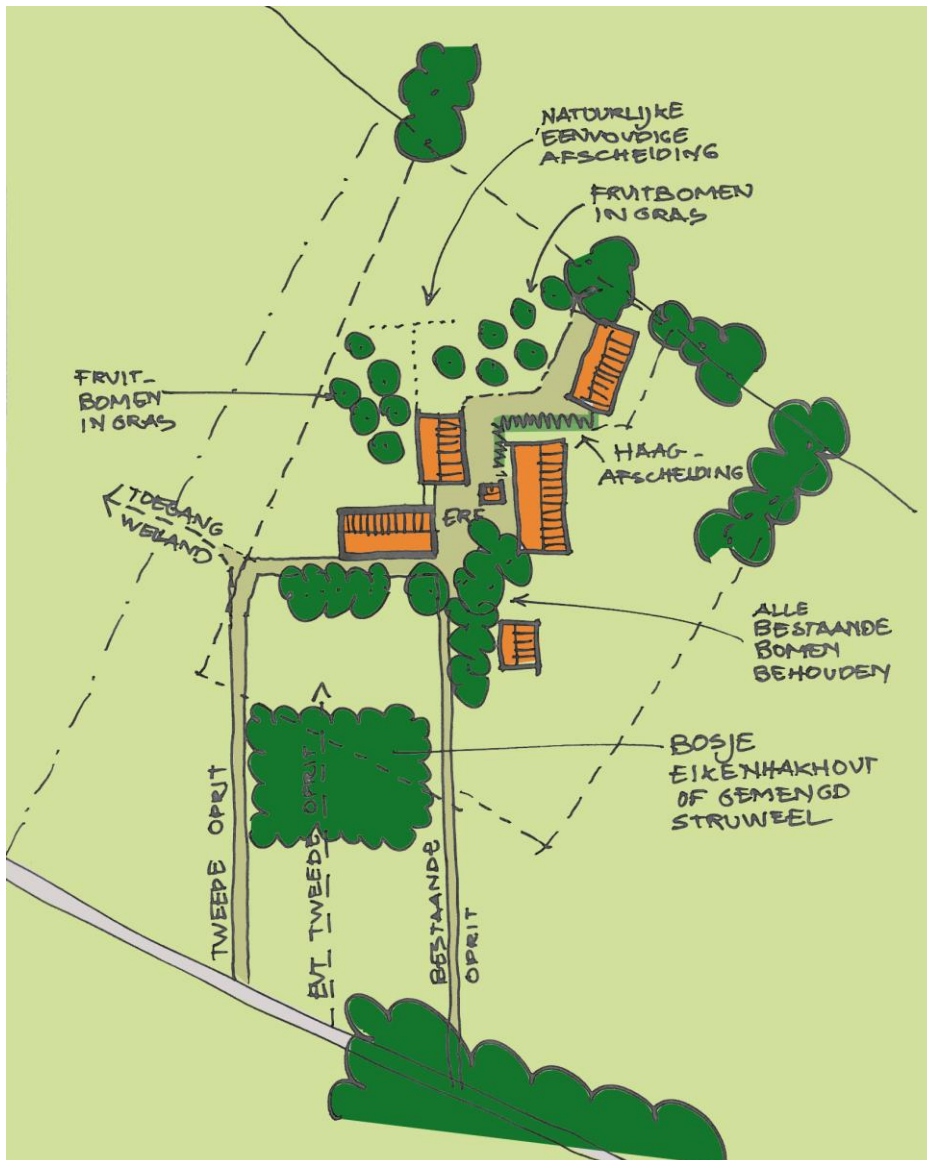 NATUURLIJKE
EENVOUDIGE
AFSCHEIDING
FRUITBOMEN
IN GRAS
FRUIT-
BOMEN
IN GRAS
HAAG-
AFSCHEIDING
TOEGANG
WEILAND
ERF
ALLE
BESTAANDE
BOMEN
BEHOUDEN
BOSJE
EIKENHAKHOUT
OF GEMENGD
STRUWEEL
TWEEDE OPRIT
EVT. TWEEDE OPRIT
BESTAANDE
OPRIT